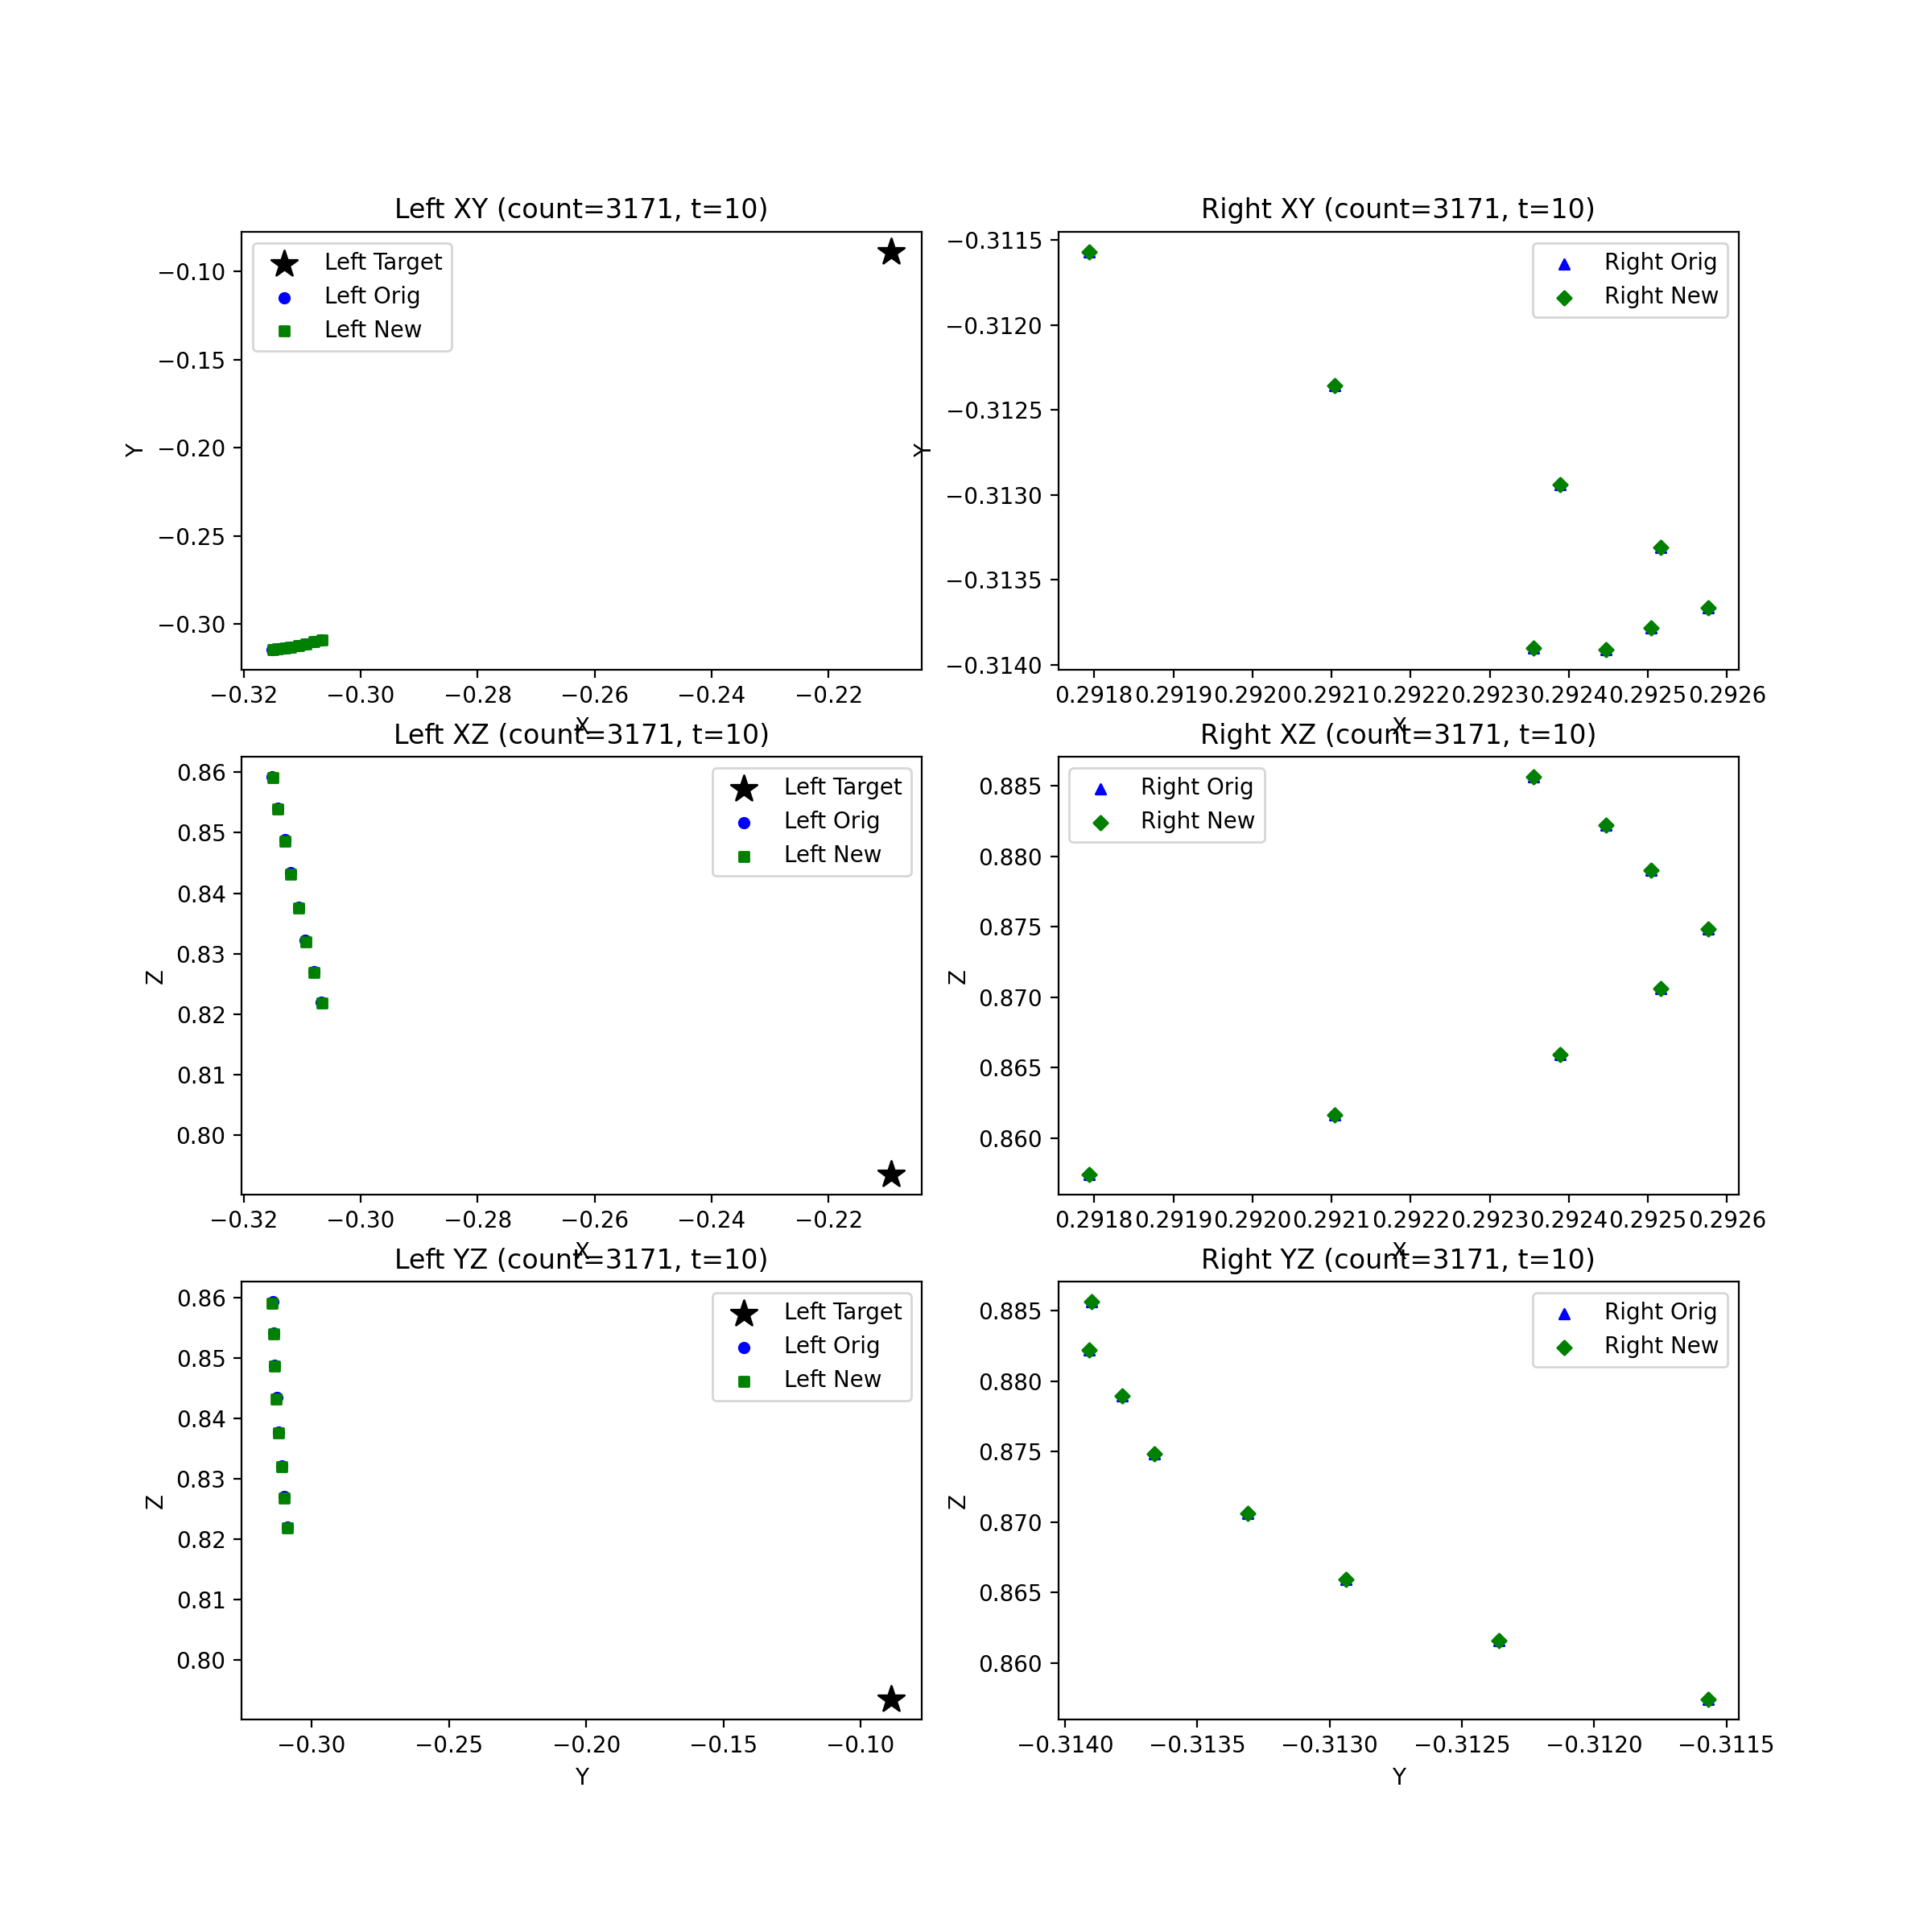 Left XY (count=3171, t=10)
Right XY (count=3171, t=10)
Left Target
Left Orig
Left New
Right Orig
Right New
−0.10
−0.15
−0.20
−0.25
−0.30
Y
−0.3115
−0.3120
−0.3125
−0.3130
−0.3135
−0.3140
Y
−0.32 −0.30 −0.28 −0.26 −0.24 −0.22
X
0.2918 0.2919 0.2920 0.2921 0.2922 0.2923 0.2924 0.2925 0.2926
X
Left XZ (count=3171, t=10)
Right XZ (count=3171, t=10)
Left Target
Left Orig
Left New
Right Orig
Right New
0.86
0.85
0.84
0.83
0.82
0.81
0.80
Z
0.885
0.880
0.875
0.870
0.865
0.860
Z
−0.32 −0.30 −0.28 −0.26 −0.24 −0.22
X
0.2918 0.2919 0.2920 0.2921 0.2922 0.2923 0.2924 0.2925 0.2926
X
Left YZ (count=3171, t=10)
Right YZ (count=3171, t=10)
Left Target
Left Orig
Left New
Right Orig
Right New
0.86
0.85
0.84
0.83
0.82
0.81
0.80
Z
0.885
0.880
0.875
0.870
0.865
0.860
Z
−0.30 −0.25 −0.20 −0.15 −0.10
Y
−0.3140 −0.3135 −0.3130 −0.3125 −0.3120 −0.3115
Y